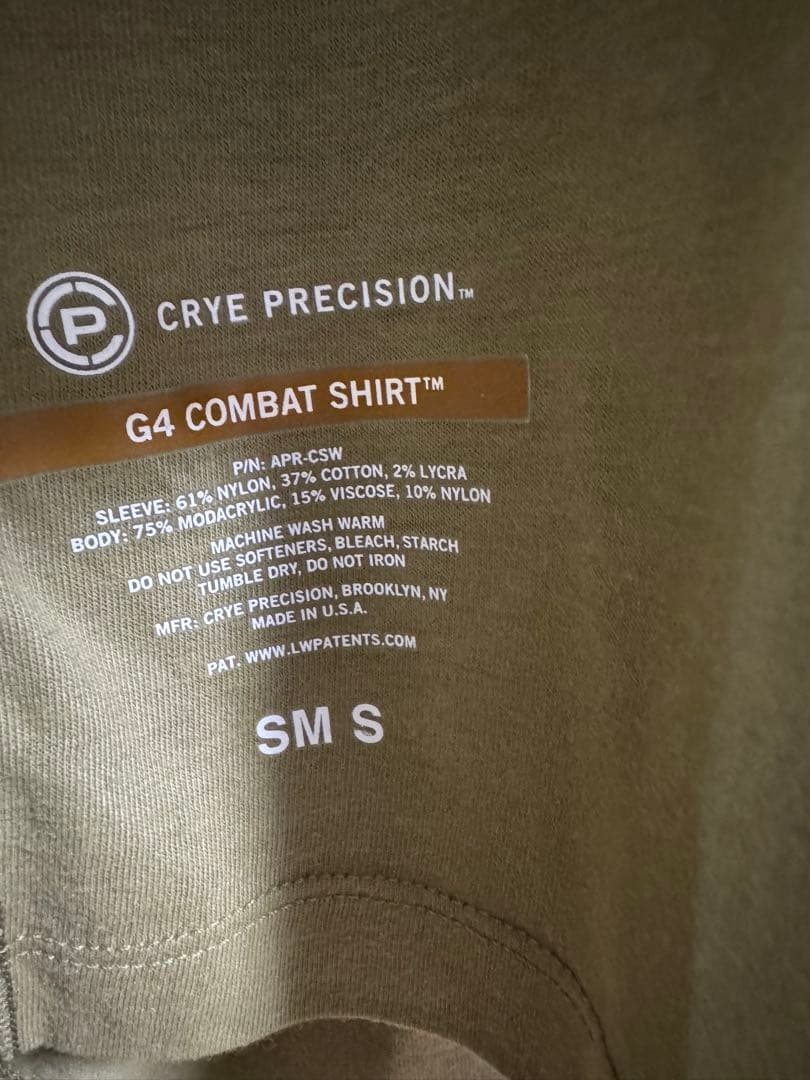 P
CRYE PRECISION™
G4 COMBAT SHIRT™
P/N: APR-CSW
SLEEVE: 61% NYLON, 37% COTTON, 2% LYCRA
BODY: 75% MODACRYLIC, 15% VISCOSE, 10% NYLON
MACHINE WASH WARM
DO NOT USE SOFTENERS, BLEACH, STARCH
TUMBLE DRY, DO NOT IRON
MFR: CRYE PRECISION, BROOKLYN, NY
MADE IN U.S.A.
PAT. WWW.LWPATENTS.COM
SM S